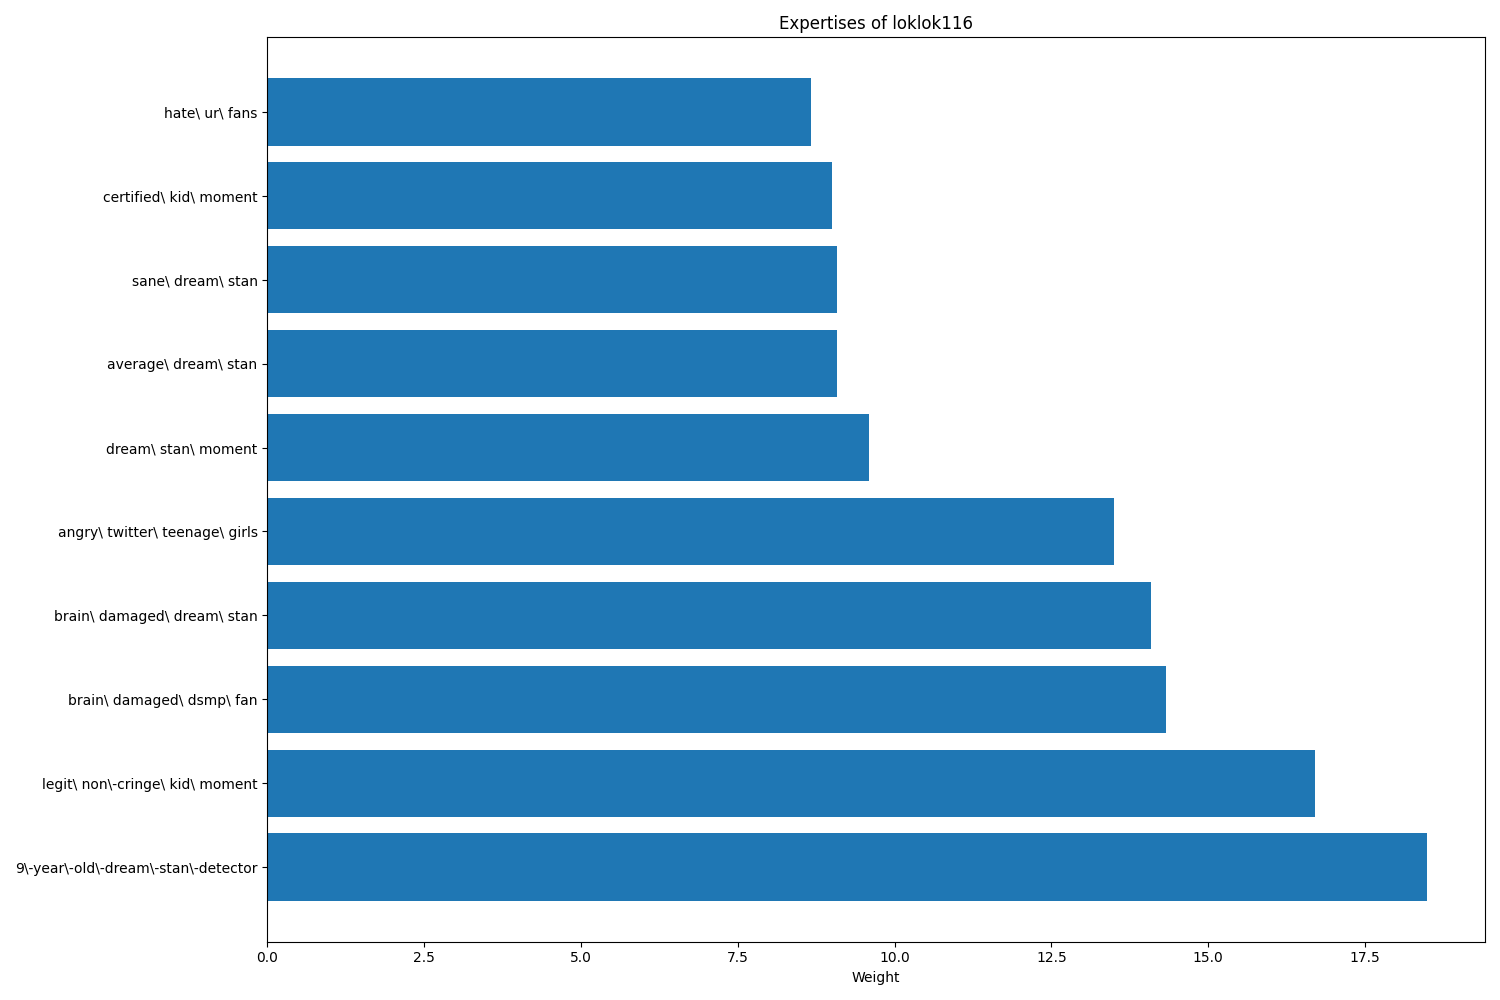 Expertises of loklok116
hate\ ur\ fans
certified\ kid\ moment
sane\ dream\ stan
average\ dream\ stan
dream\ stan\ moment
angry\ twitter\ teenage\ girls
brain\ damaged\ dream\ stan
brain\ damaged\ dsmp\ fan
legit\ non\-cringe\ kid\ moment
9\-year\-old\-dream\-stan\-detector
0.0 2.5 5.0 7.5 10.0 12.5 15.0 17.5
Weight